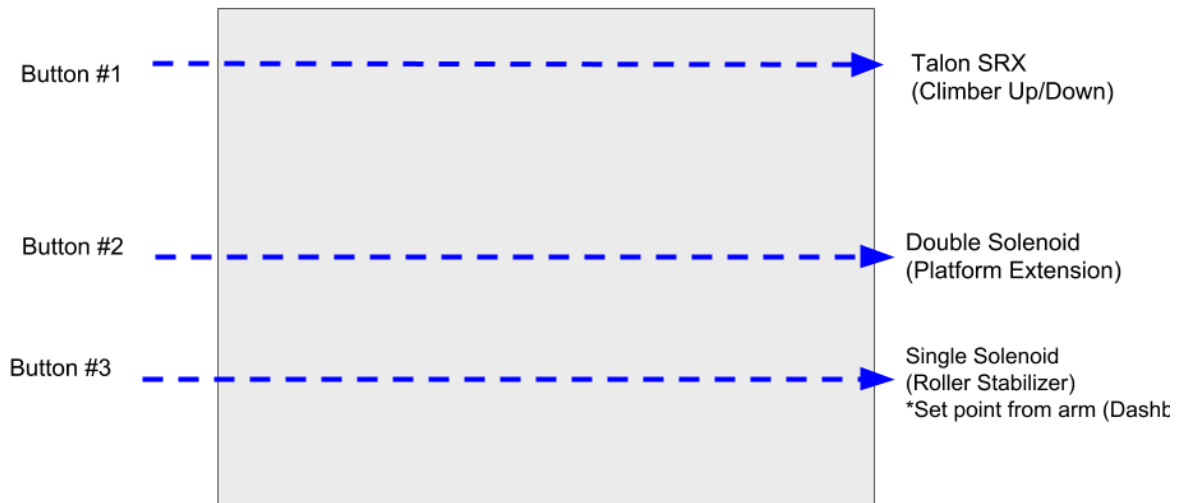 Button #1
Talon SRX
(Climber Up/Down)
Button #2
Double Solenoid
(Platform Extension)
Button #3
Single Solenoid
(Roller Stabilizer)
*Set point from arm